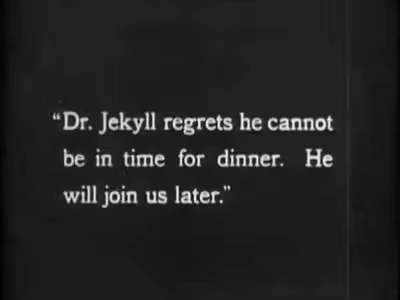 “Dr. Jekyll regrets he cannot
be in time for dinner. He
will join us later.”